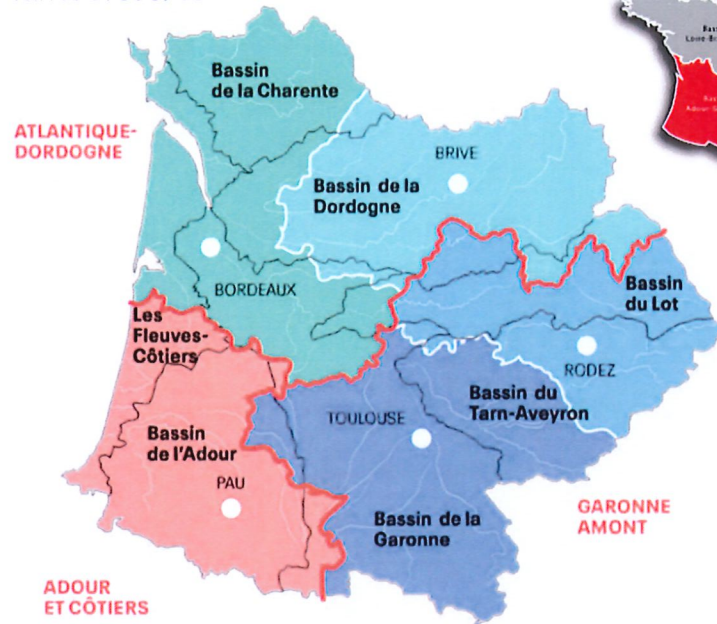 Bassin
de la Charente
ATLANTIQUE-
DORDOGNE
BRIVE
Bassin de la
Dordogne
BORDEAUX
Bassin
du Lot
Les
Fleuves-
Côtiers
RODEZ
Bassin du
Tarn-Aveyron
TOULOUSE
Bassin
de l'Adour
PAU
Bassin de la
Garonne
GARONNE
AMONT
ADOUR
ET CÔTIERS